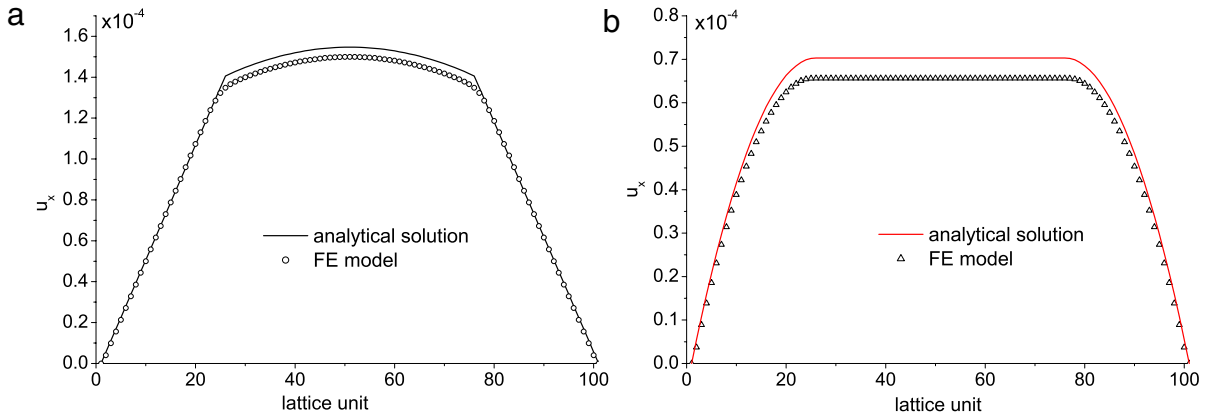 a
x10⁻⁴
1.6
1.4
1.2
1.0
0.8
0.6
0.4
0.2
0.0
0 20 40 60 80 100
u_x
lattice unit
analytical solution
FE model
b
x10⁻⁴
0.8
0.7
0.6
0.5
0.4
0.3
0.2
0.1
0.0
0 20 40 60 80 100
u_x
lattice unit
analytical solution
FE model